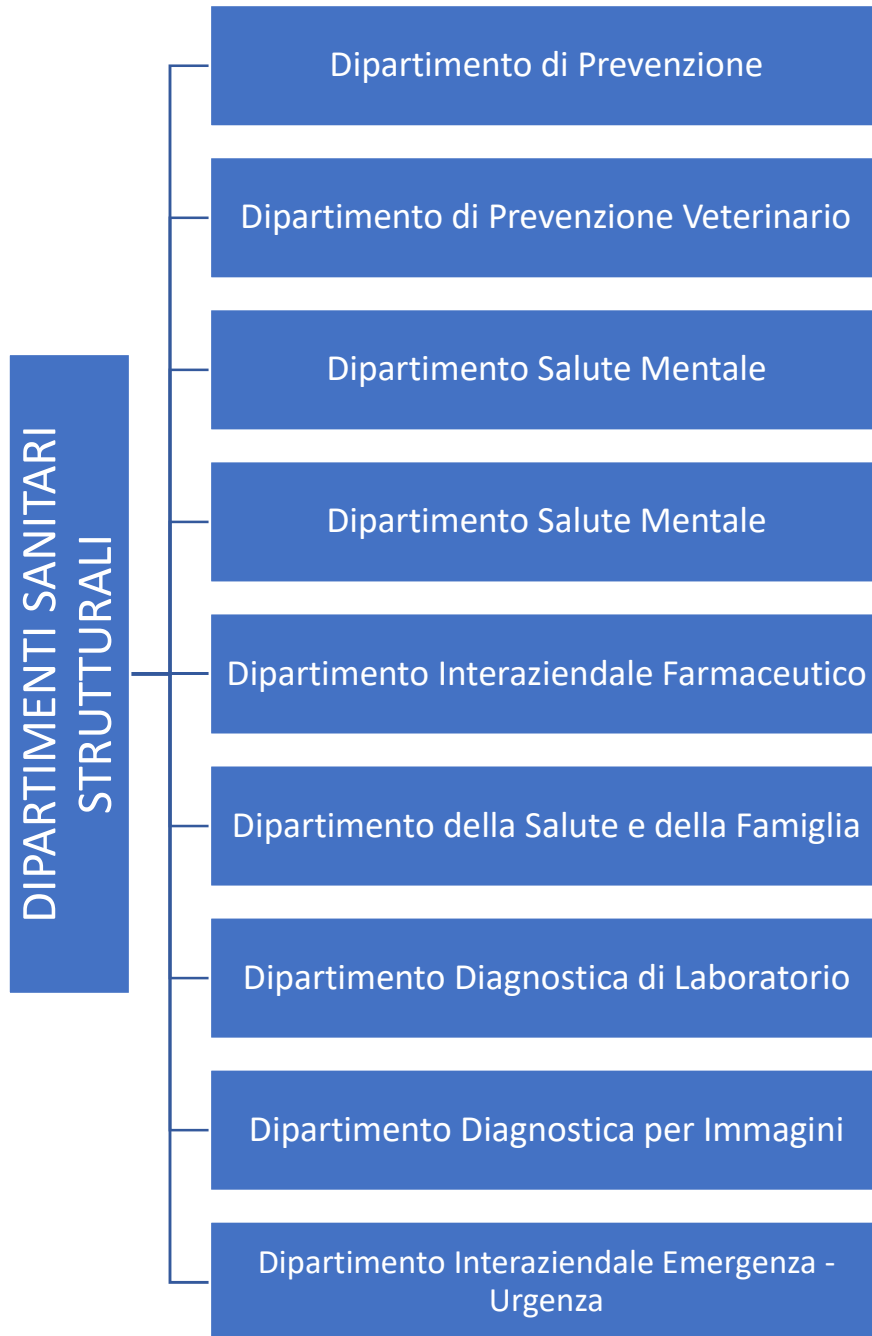 DIPARTIMENTI SANITARI
STRUTTURALI
Dipartimento di Prevenzione
Dipartimento di Prevenzione Veterinario
Dipartimento Salute Mentale
Dipartimento Salute Mentale
Dipartimento Interaziendale Farmaceutico
Dipartimento della Salute e della Famiglia
Dipartimento Diagnostica di Laboratorio
Dipartimento Diagnostica per Immagini
Dipartimento Interaziendale Emergenza -
Urgenza